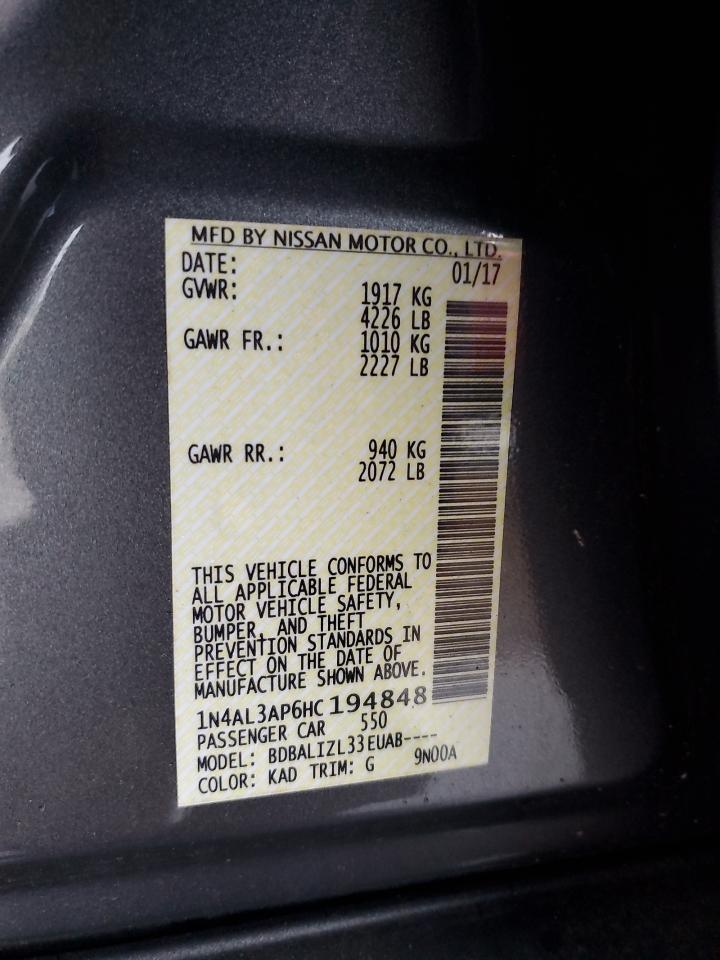 MFD BY NISSAN MOTOR CO., LTD.
DATE: 01/17
GVWR: 1917 KG
4226 LB
GAWR FR.: 1010 KG
2227 LB
GAWR RR.: 940 KG
2072 LB
THIS VEHICLE CONFORMS TO
ALL APPLICABLE FEDERAL
MOTOR VEHICLE SAFETY,
BUMPER, AND THEFT
PREVENTION STANDARDS IN
EFFECT ON THE DATE OF
MANUFACTURE SHOWN ABOVE.
1N4AL3AP6HC194848
PASSENGER CAR 550
MODEL: BDBALIZL33EUAB----
COLOR: KAD TRIM: G 9N00A